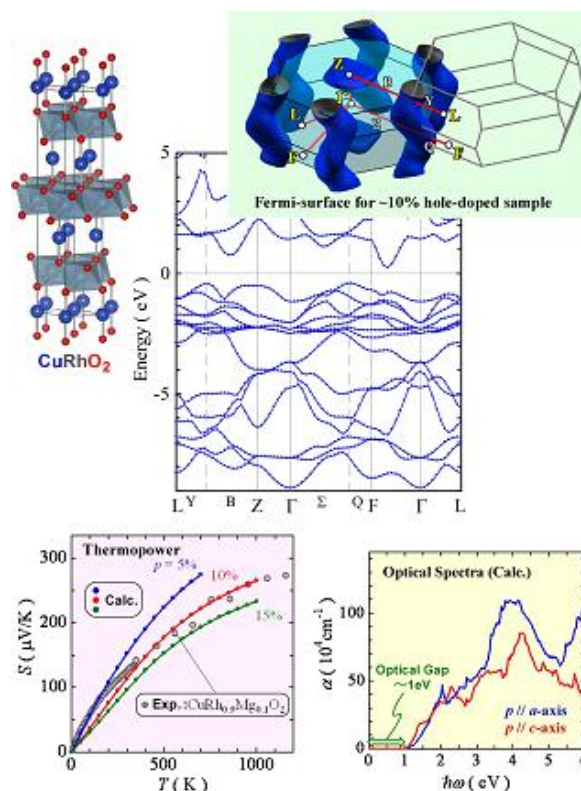 Z
B
Γ
Y
L
L
Σ
Q
F
F
Fermi-surface for ~10% hole-doped sample
CuRhO₂
Energy ( eV )
5
0
-5
L Y B Z Γ Σ Q F Γ L
Thermopower
p = 5%
10%
15%
Calc.
Exp.:CuRh₀.₉Mg₀.₁O₂
S ( μV/K )
300
200
100
0
0 500 1000
T ( K )
Optical Spectra (Calc.)
Optical Gap
~1eV
p // a-axis
p // c-axis
α ( 10⁴cm⁻¹ )
100
50
0
0 1 2 3 4 5 6
ħω ( eV )